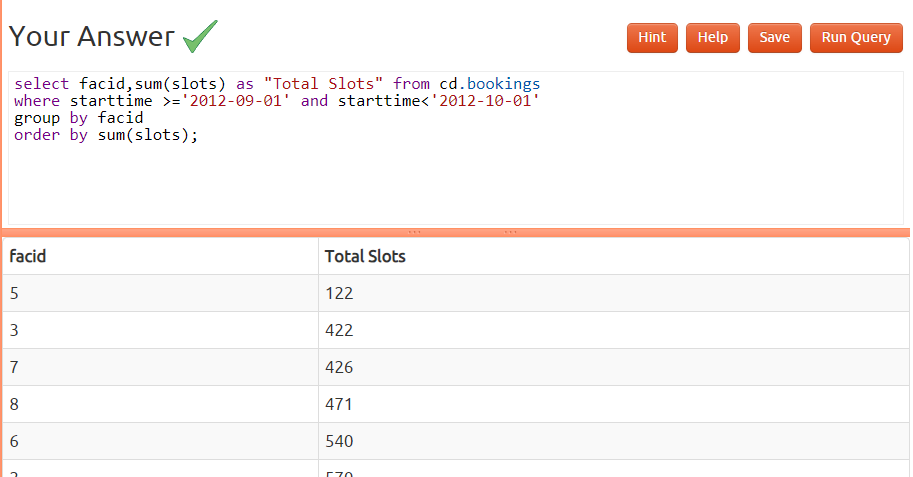 Your Answer
Hint Help Save Run Query
select facid,sum(slots) as "Total Slots" from cd.bookings
where starttime >='2012-09-01' and starttime<'2012-10-01'
group by facid
order by sum(slots);
facid Total Slots
5 122
3 422
7 426
8 471
6 540